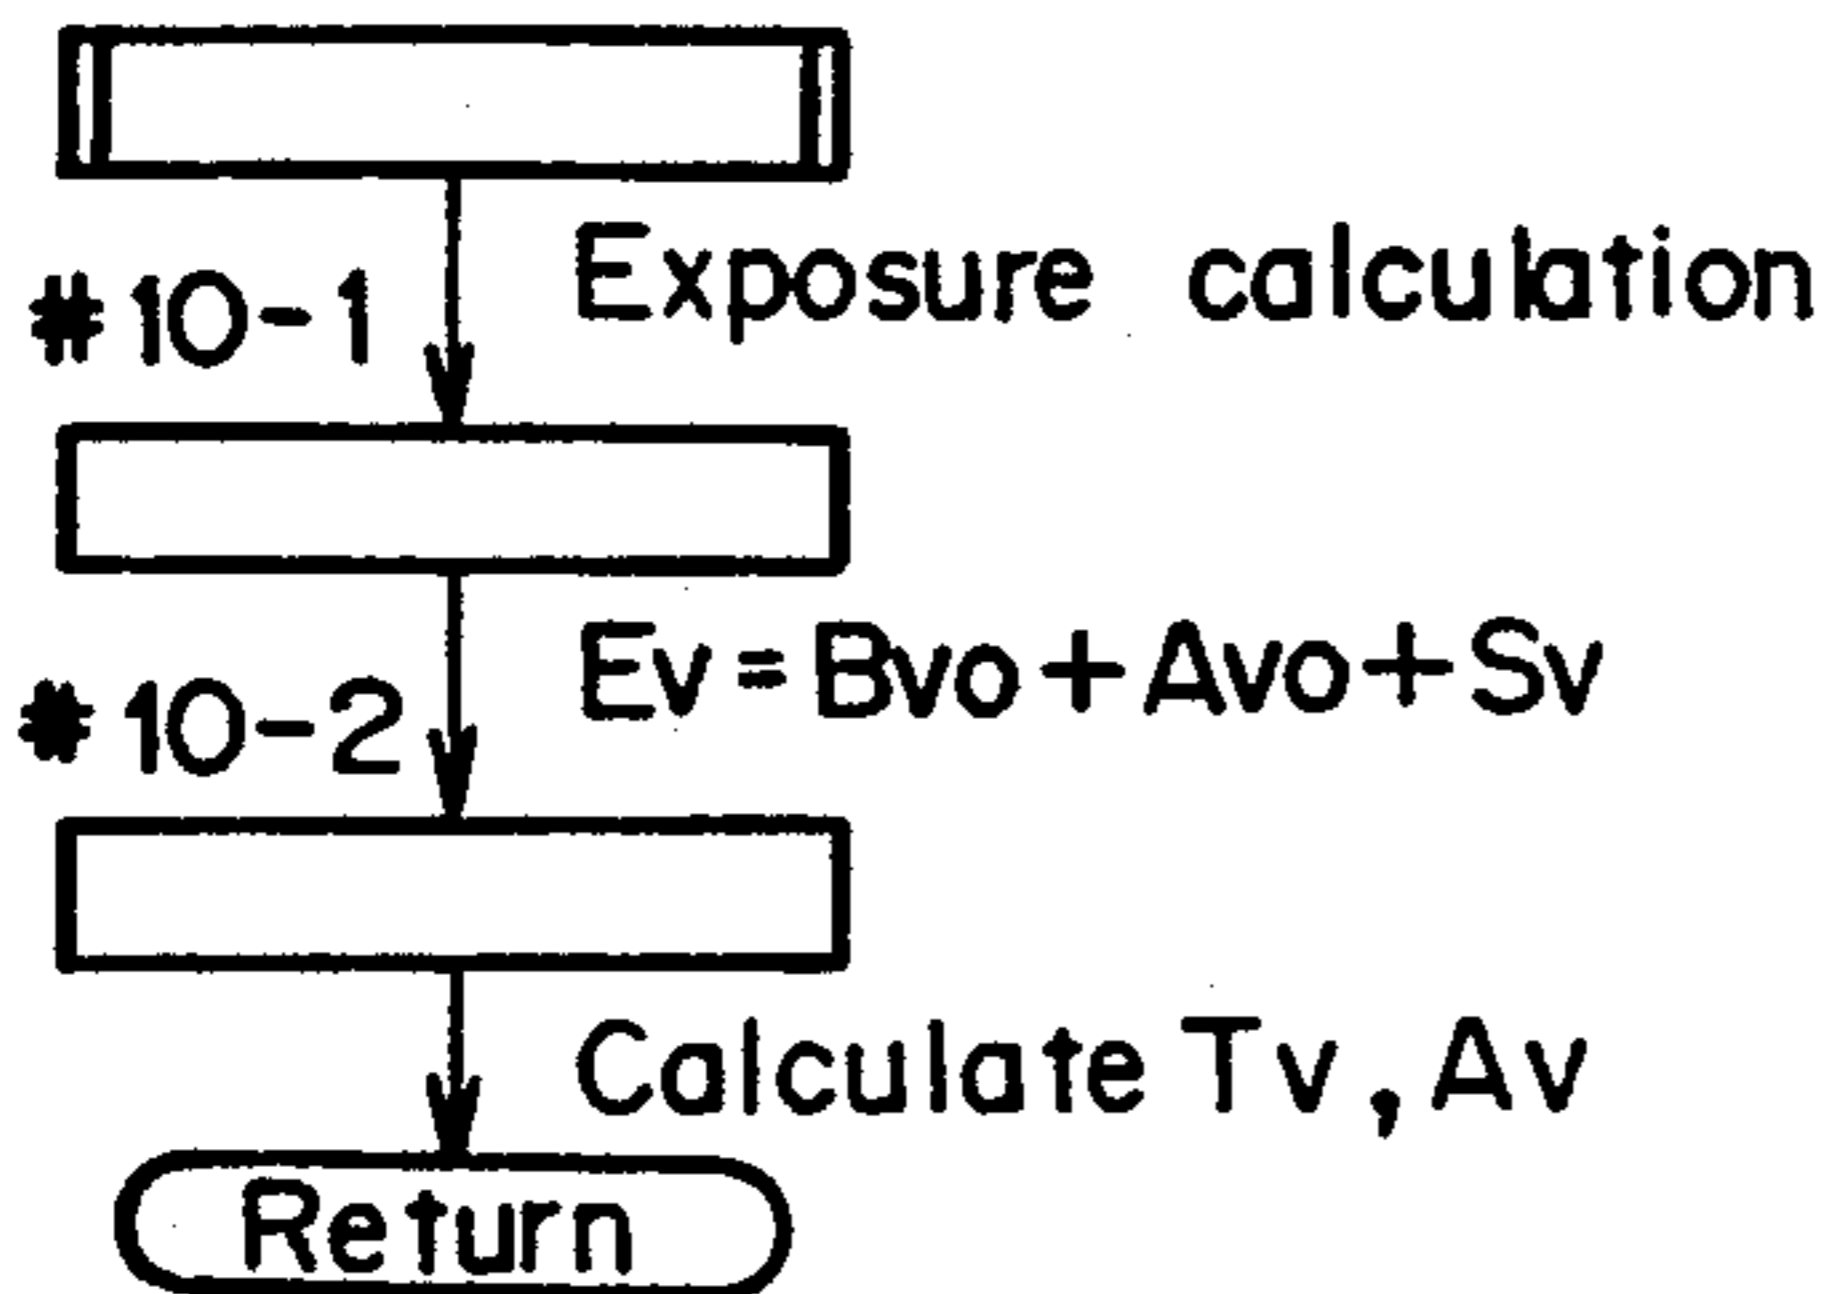 Exposure calculation
#10-1
Ev=Bvo+Avo+Sv
#10-2
Calculate Tv, Av
Return